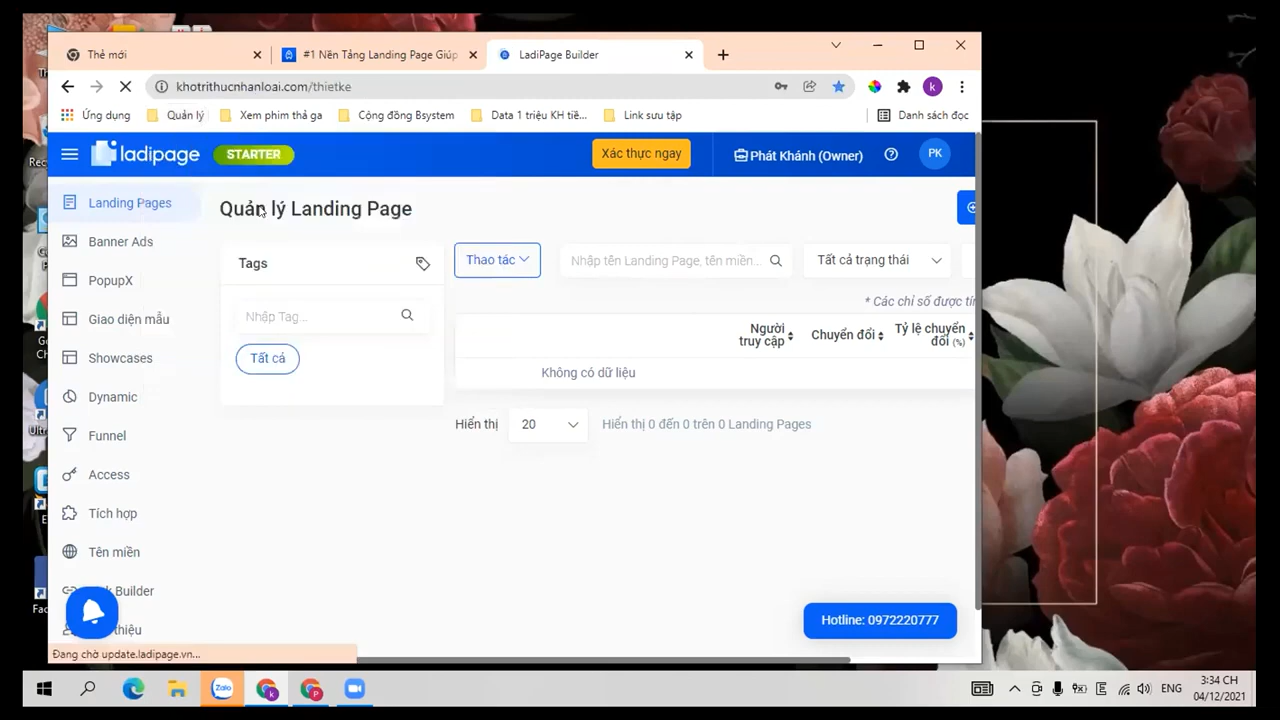 Thẻ mới
#1 Nền Tảng Landing Page Giúp
LadiPage Builder
khotrithucnhanloai.com/thietke
Ứng dụng
Quản lý
Xem phim thả ga
Cộng đồng Bsystem
Data 1 triệu KH tiề...
Link sưu tập
Danh sách đọc
ladipage
STARTER
Xác thực ngay
Phát Khánh (Owner)
PK
Landing Pages
Banner Ads
PopupX
Giao diện mẫu
Showcases
Dynamic
Funnel
Access
Tích hợp
Tên miền
Builder
thiệu
Quản lý Landing Page
Tags
Nhập Tag...
Tất cả
Thao tác
Nhập tên Landing Page, tên miền...
Tất cả trạng thái
* Các chỉ số được tín
Người truy cập
Chuyển đổi
Tỷ lệ chuyển đổi (%)
Không có dữ liệu
Hiển thị
20
Hiển thị 0 đến 0 trên 0 Landing Pages
Hotline: 0972220777
Đang chờ update.ladipage.vn...
Zalo
ENG
3:34 CH
04/12/2021